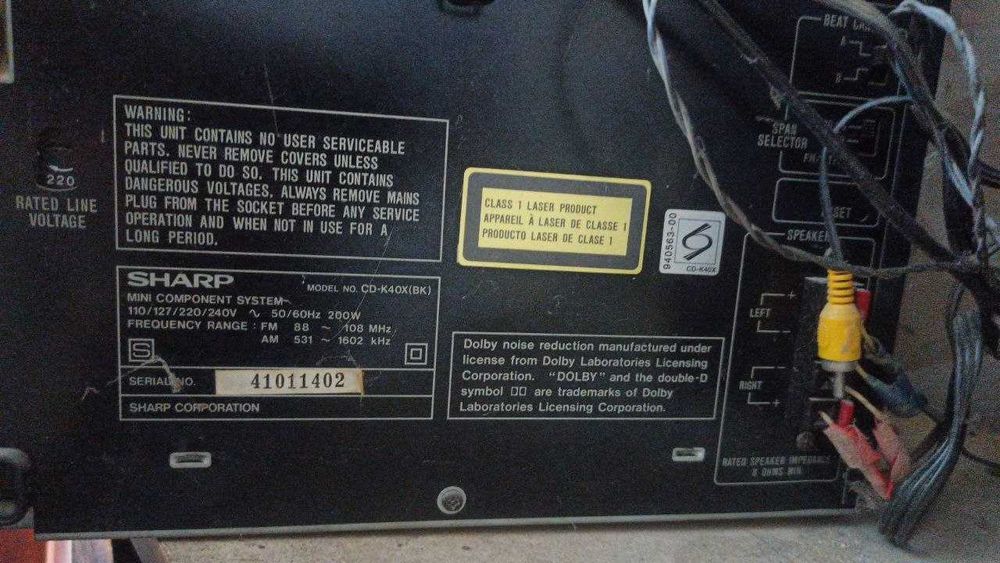 WARNING:
THIS UNIT CONTAINS NO USER SERVICEABLE
PARTS. NEVER REMOVE COVERS UNLESS
QUALIFIED TO DO SO. THIS UNIT CONTAINS
DANGEROUS VOLTAGES. ALWAYS REMOVE MAINS
PLUG FROM THE SOCKET BEFORE ANY SERVICE
OPERATION AND WHEN NOT IN USE FOR A
LONG PERIOD.
220
RATED LINE
VOLTAGE
SHARP
MODEL NO. CD-K40X(BK)
MINI COMPONENT SYSTEM
110/127/220/240V ~ 50/60Hz 200W
FREQUENCY RANGE : FM 88 ~ 108 MHz
AM 531 ~ 1602 kHz
S
SERIAL NO. 41011402
SHARP CORPORATION
CLASS 1 LASER PRODUCT
APPAREIL À LASER DE CLASSE 1
PRODUCTO LASER DE CLASE 1
940563-00
CD-K40X
Dolby noise reduction manufactured under
license from Dolby Laboratories Licensing
Corporation. "DOLBY" and the double-D
symbol are trademarks of Dolby
Laboratories Licensing Corporation.
BEAT
A
B
SPAN
SELECTOR
SPEAKER
+
LEFT
-
-
RIGHT
+
RATED SPEAKER IMPEDANCE
8 OHMS MIN.